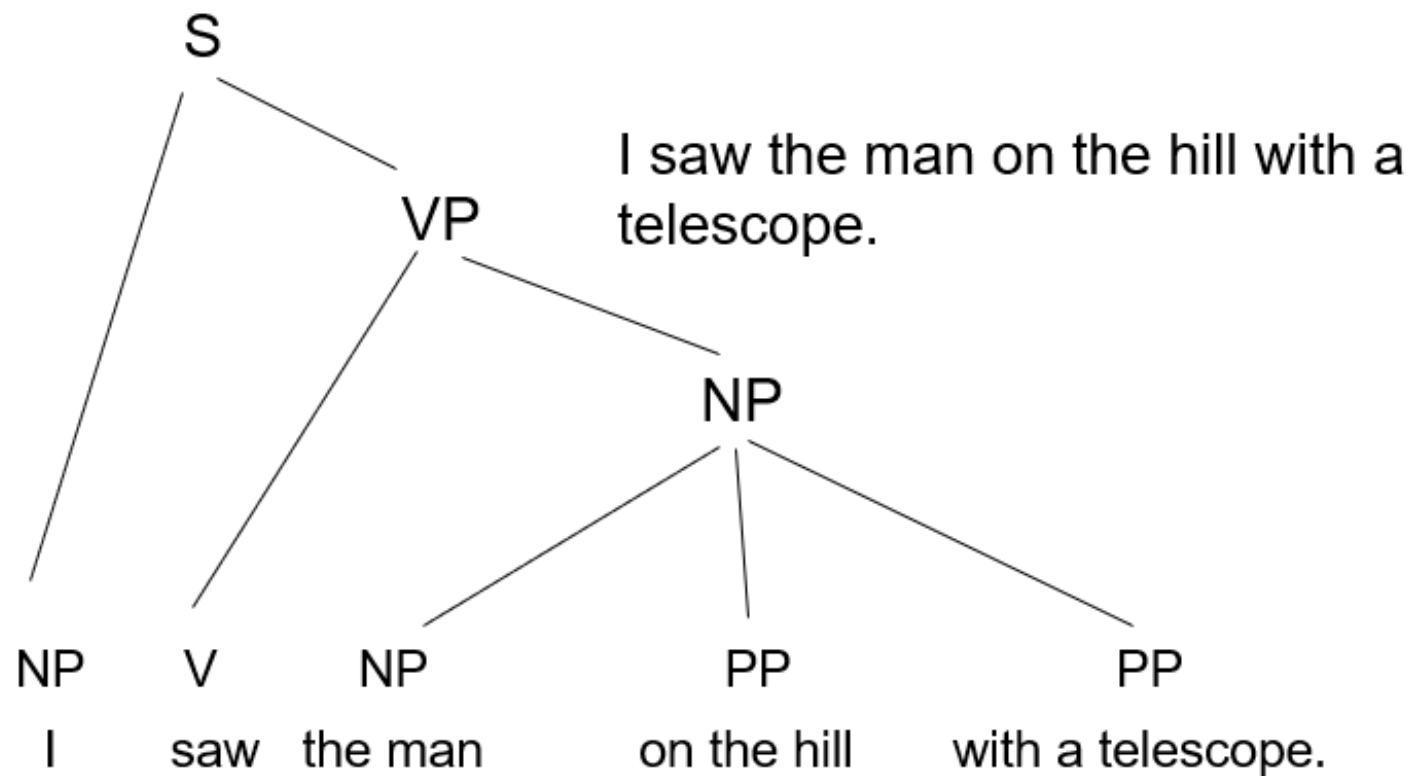 S
I saw the man on the hill with a
telescope.
VP
NP
NP V NP PP PP
I saw the man on the hill with a telescope.